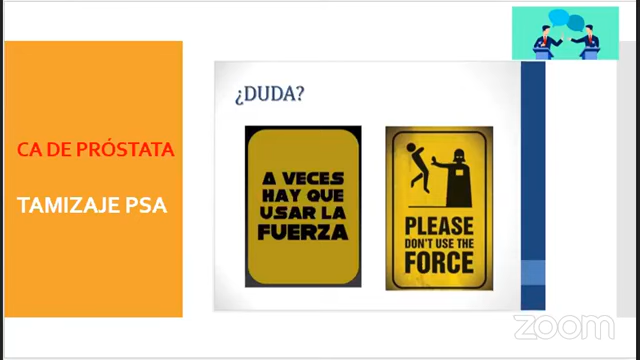 CA DE PRÓSTATA
TAMIZAJE PSA
¿DUDA?
A VECES
HAY QUE
USAR LA
FUERZA
PLEASE
DON'T USE THE
FORCE
zoom